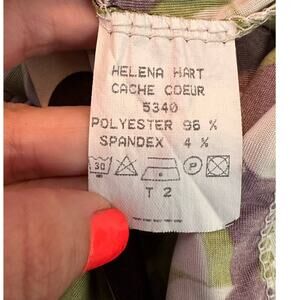 HELENA HART
CACHE COEUR
5340
POLYESTER 96 %
SPANDEX 4 %
30 P
T 2